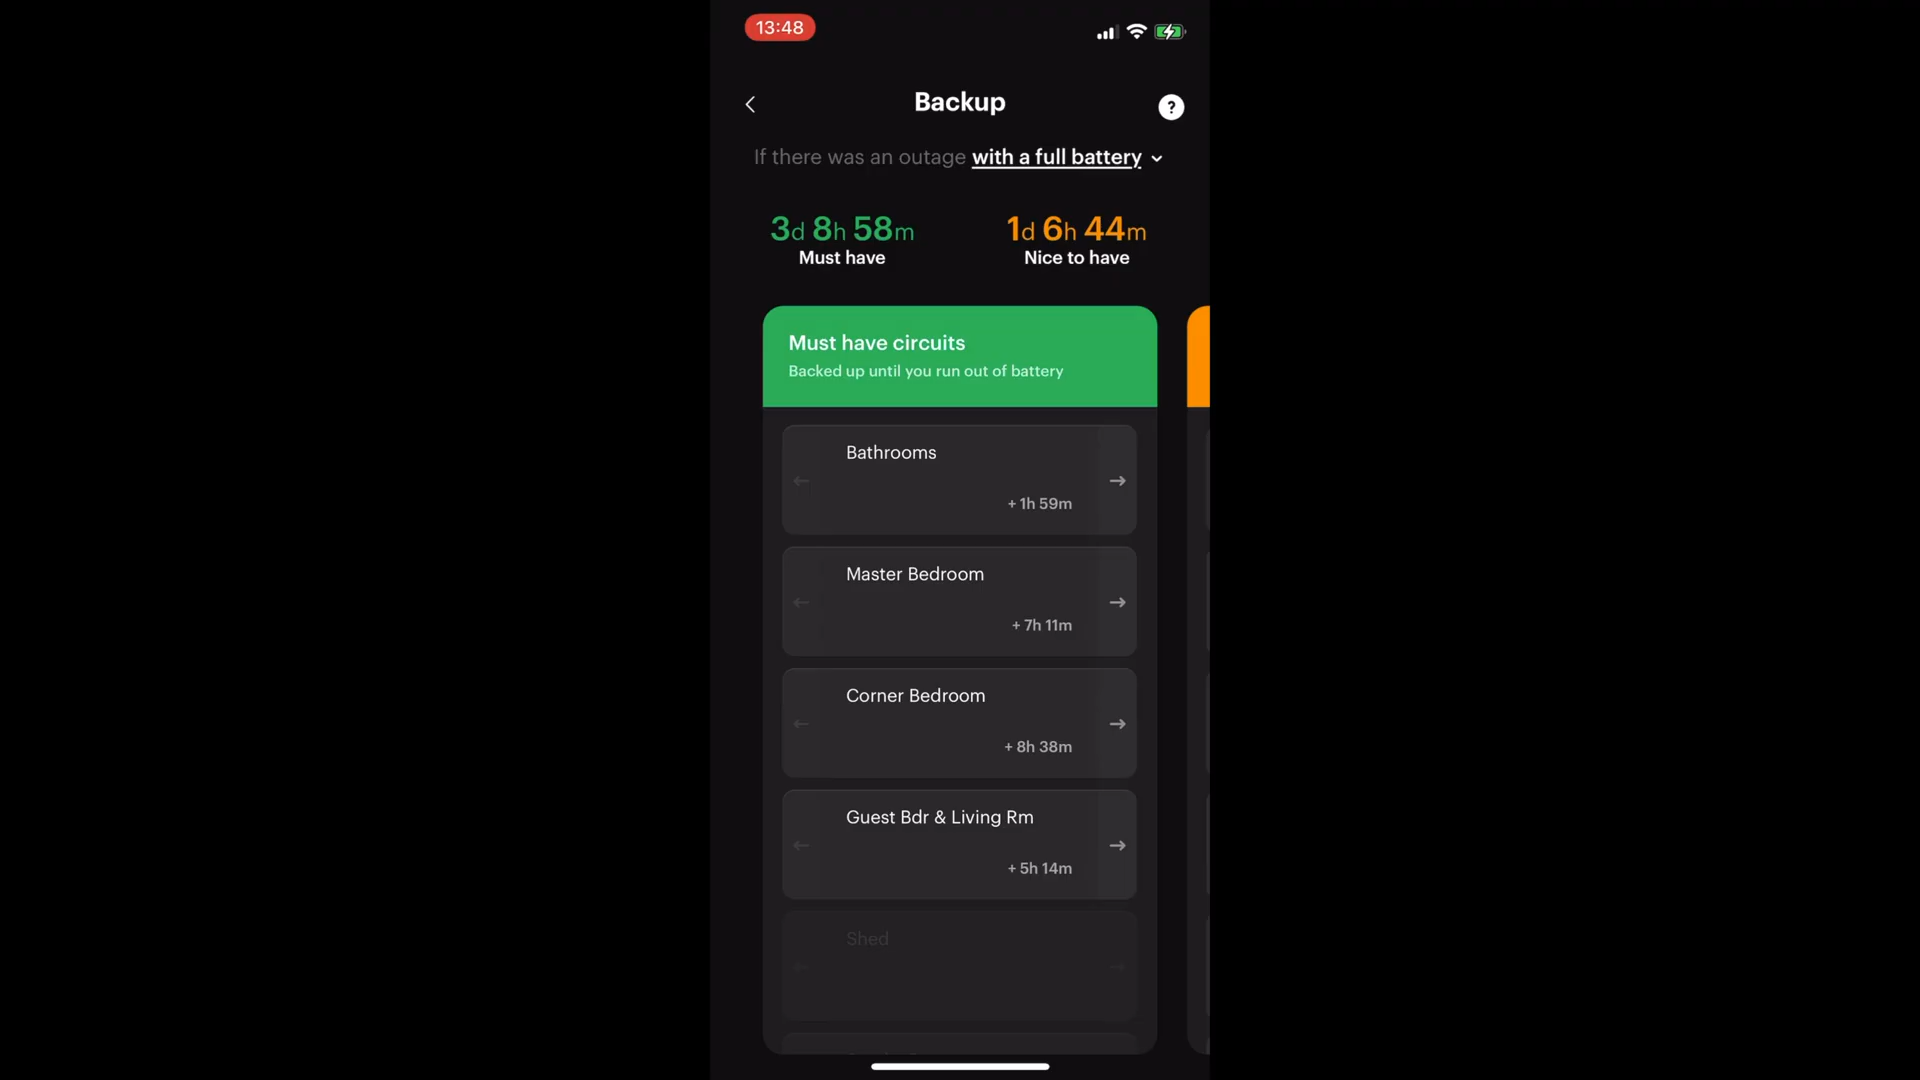 13:48
Backup
?
If there was an outage with a full battery
3d 8h 58m
Must have
1d 6h 44m
Nice to have
Must have circuits
Backed up until you run out of battery
Bathrooms
+ 1h 59m
Master Bedroom
+ 7h 11m
Corner Bedroom
+ 8h 38m
Guest Bdr & Living Rm
+ 5h 14m
Shed